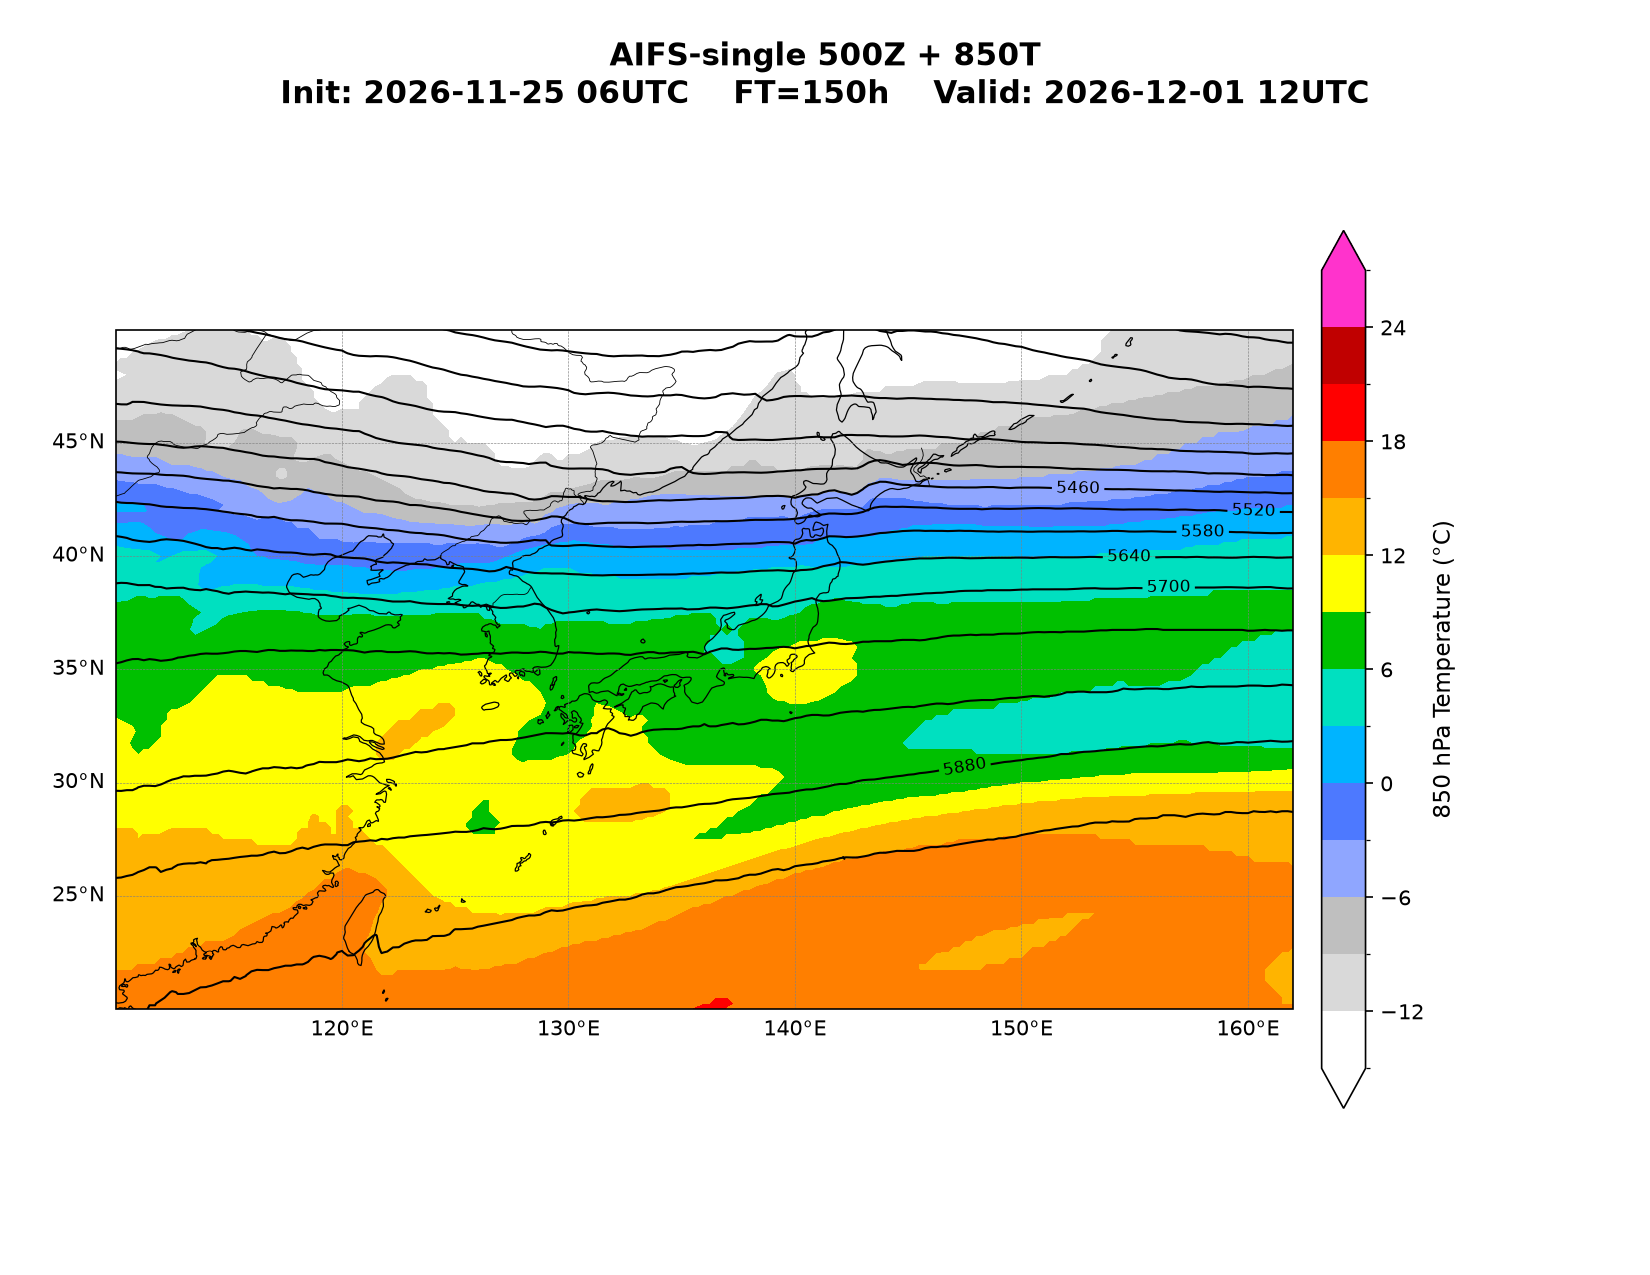 AIFS-single 500Z + 850T
Init: 2026-11-25 06UTC    FT=150h    Valid: 2026-12-01 12UTC
24
18
12
6
0
−6
−12
850 hPa Temperature (°C)
45°N
40°N
35°N
30°N
25°N
5460
5520
5580
5640
5700
5880
120°E
130°E
140°E
150°E
160°E